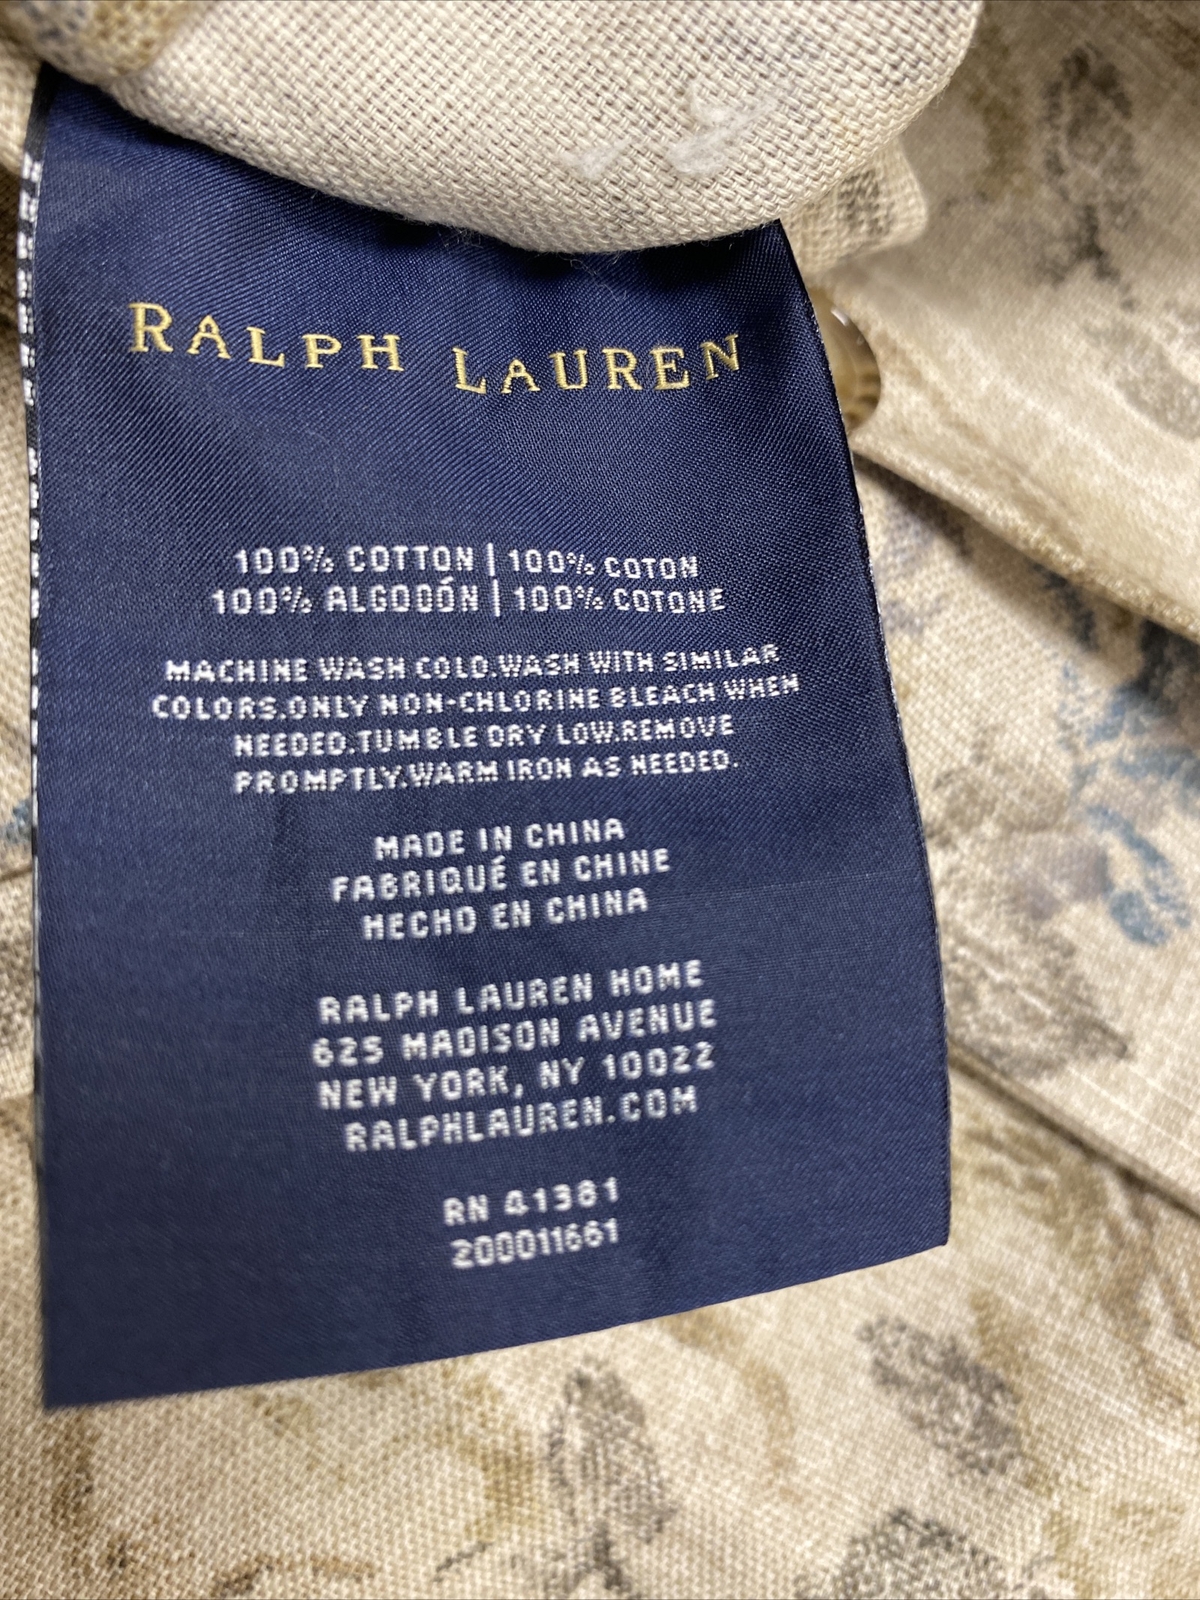 RALPH LAUREN
100% COTTON | 100% COTON
100% ALGODÓN | 100% COTONE
MACHINE WASH COLD.WASH WITH SIMILAR
COLORS.ONLY NON-CHLORINE BLEACH WHEN
NEEDED.TUMBLE DRY LOW.REMOVE
PROMPTLY.WARM IRON AS NEEDED.
MADE IN CHINA
FABRIQUÉ EN CHINE
HECHO EN CHINA
RALPH LAUREN HOME
625 MADISON AVENUE
NEW YORK, NY 10022
RALPHLAUREN.COM
RN 41381
200011661